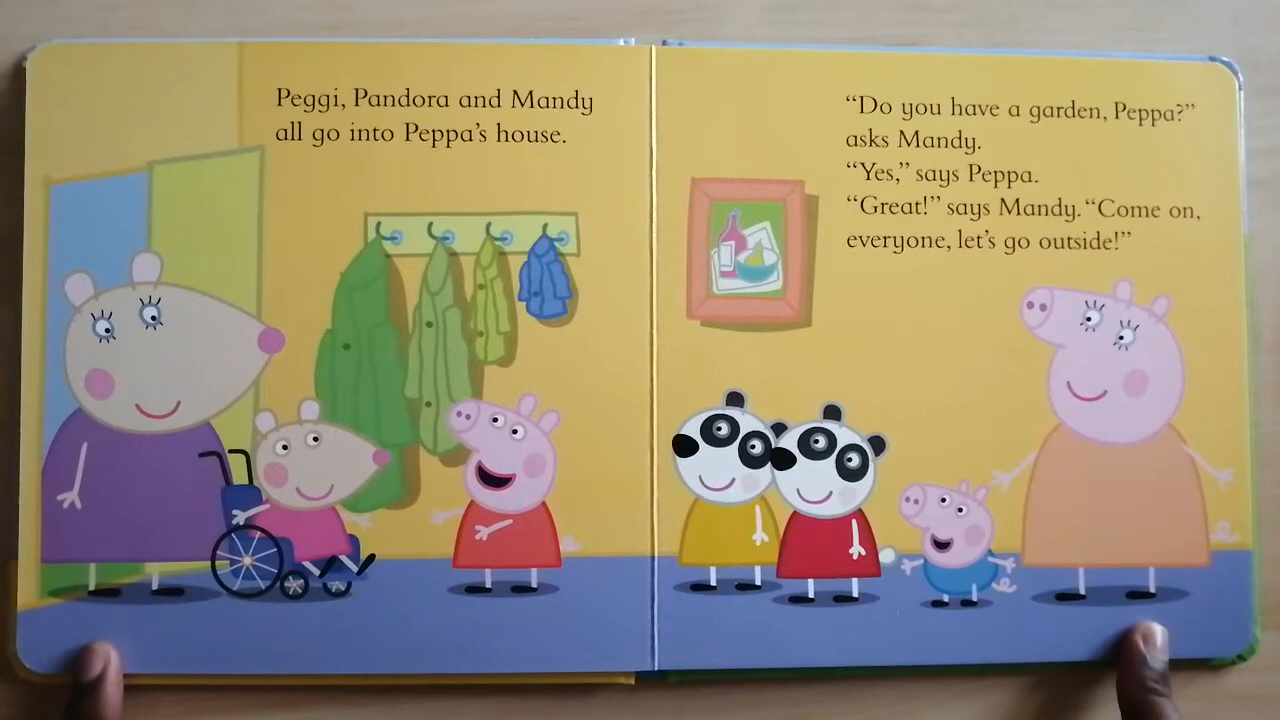 Peggi, Pandora and Mandy
all go into Peppa's house.
“Do you have a garden, Peppa?”
asks Mandy.
“Yes,” says Peppa.
“Great!” says Mandy. “Come on,
everyone, let's go outside!”